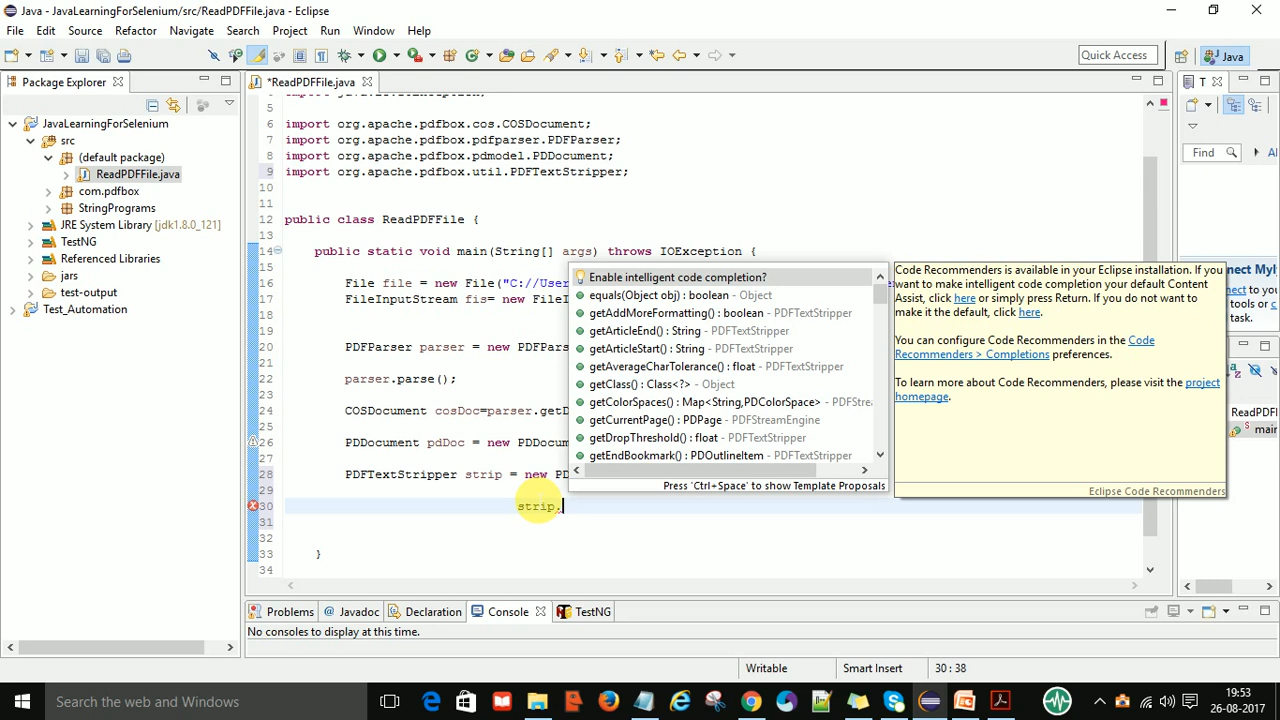 Java - JavaLearningForSelenium/src/ReadPDFFile.java - Eclipse
File Edit Source Refactor Navigate Search Project Run Window Help
Quick Access
Java
Package Explorer
*ReadPDFFile.java
T
JavaLearningForSelenium
src
(default package)
ReadPDFFile.java
com.pdfbox
StringPrograms
JRE System Library [jdk1.8.0_121]
TestNG
Referenced Libraries
jars
test-output
Test_Automation
5
6 import org.apache.pdfbox.cos.COSDocument;
7 import org.apache.pdfbox.pdfparser.PDFParser;
8 import org.apache.pdfbox.pdmodel.PDDocument;
9 import org.apache.pdfbox.util.PDFTextStripper;
10
11
12 public class ReadPDFFile {
13
14 public static void main(String[] args) throws IOException {
15
16 File file = new File("C://User
17 FileInputStream fis= new FileI
18
20 PDFParser parser = new PDFPars
21
22 parser.parse();
23
24 COSDocument cosDoc=parser.getD
25
26 PDDocument pdDoc = new PDDocum
27
28 PDFTextStripper strip = new PD
29
30 strip.
31
32
33 }
34
Enable intelligent code completion?
equals(Object obj) : boolean - Object
getAddMoreFormatting() : boolean - PDFTextStripper
getArticleEnd() : String - PDFTextStripper
getArticleStart() : String - PDFTextStripper
getAverageCharTolerance() : float - PDFTextStripper
getClass() : Class<?> - Object
getColorSpaces() : Map<String,PDColorSpace> - PDFStrea
getCurrentPage() : PDPage - PDFStreamEngine
getDropThreshold() : float - PDFTextStripper
getEndBookmark() : PDOutlineItem - PDFTextStripper
Press 'Ctrl+Space' to show Template Proposals
Code Recommenders is available in your Eclipse installation. If you
want to make intelligent code completion your default Content
Assist, click here or simply press Return. If you do not want to
make it the default, click here.
You can configure Code Recommenders in the Code
Recommenders > Completions preferences.
To learn more about Code Recommenders, please visit the project
homepage.
Eclipse Code Recommenders
Find
Al
ReadPDF
main
Problems Javadoc Declaration Console TestNG
No consoles to display at this time.
Writable
Smart Insert
30 : 38
Search the web and Windows
19:53
26-08-2017